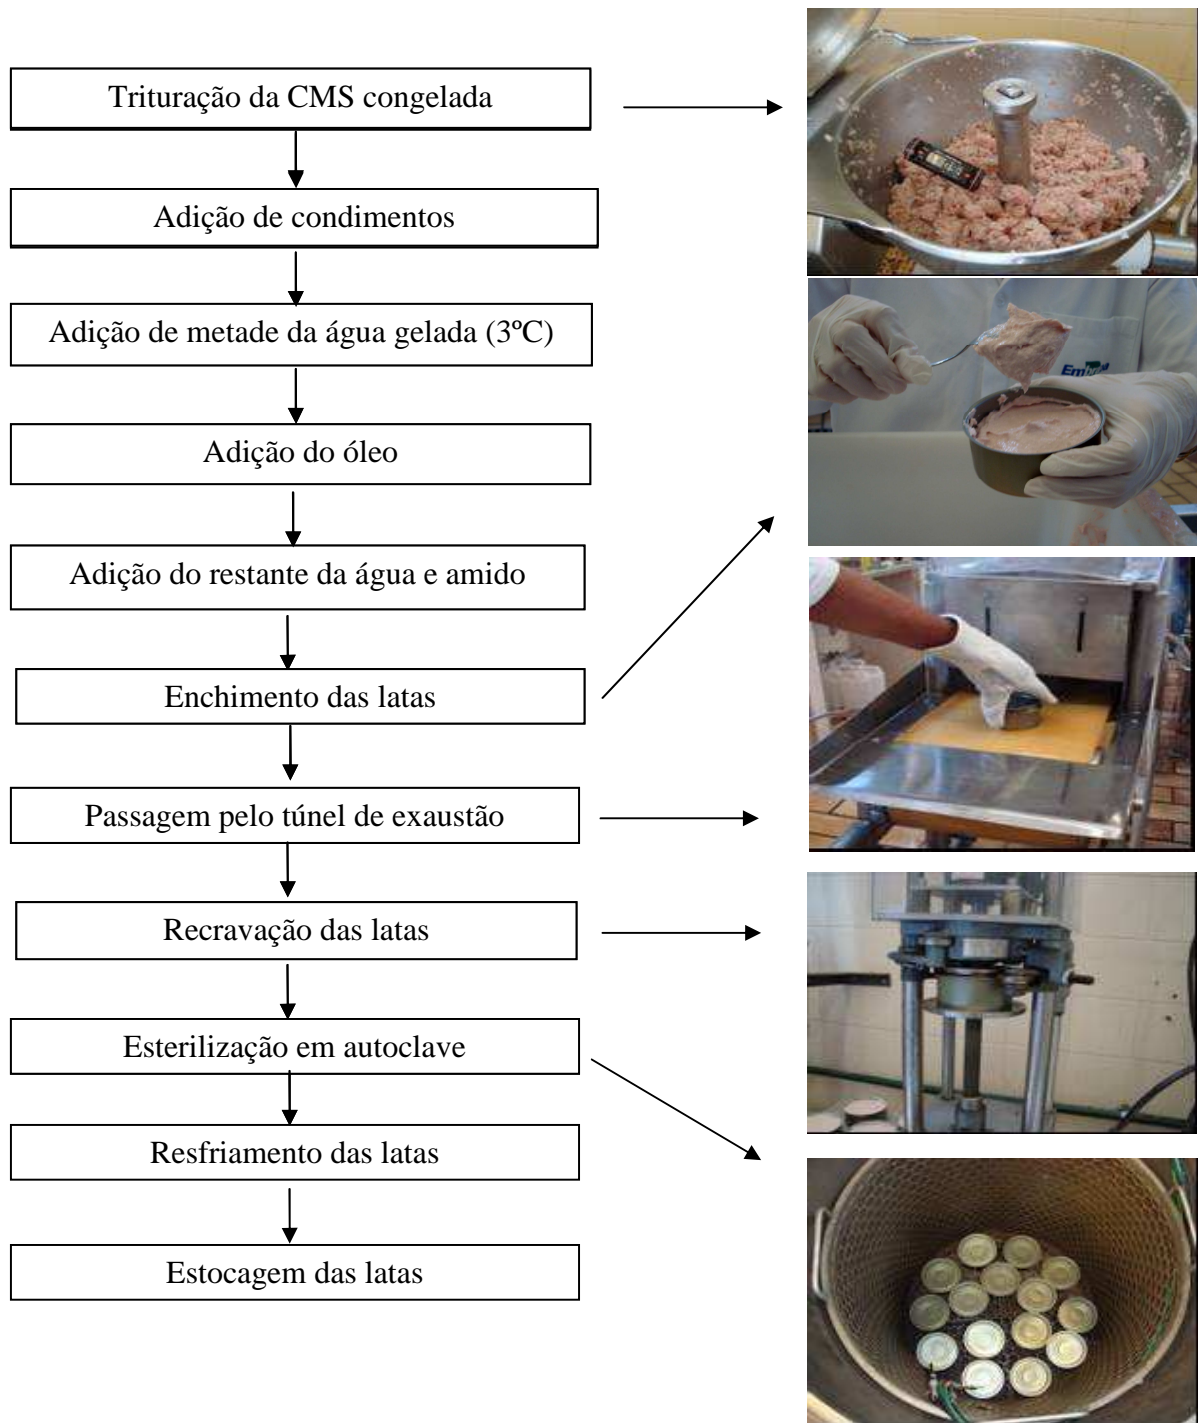 Trituração da CMS congelada
Adição de condimentos
Adição de metade da água gelada (3ºC)
Adição do óleo
Adição do restante da água e amido
Enchimento das latas
Passagem pelo túnel de exaustão
Recravação das latas
Esterilização em autoclave
Resfriamento das latas
Estocagem das latas